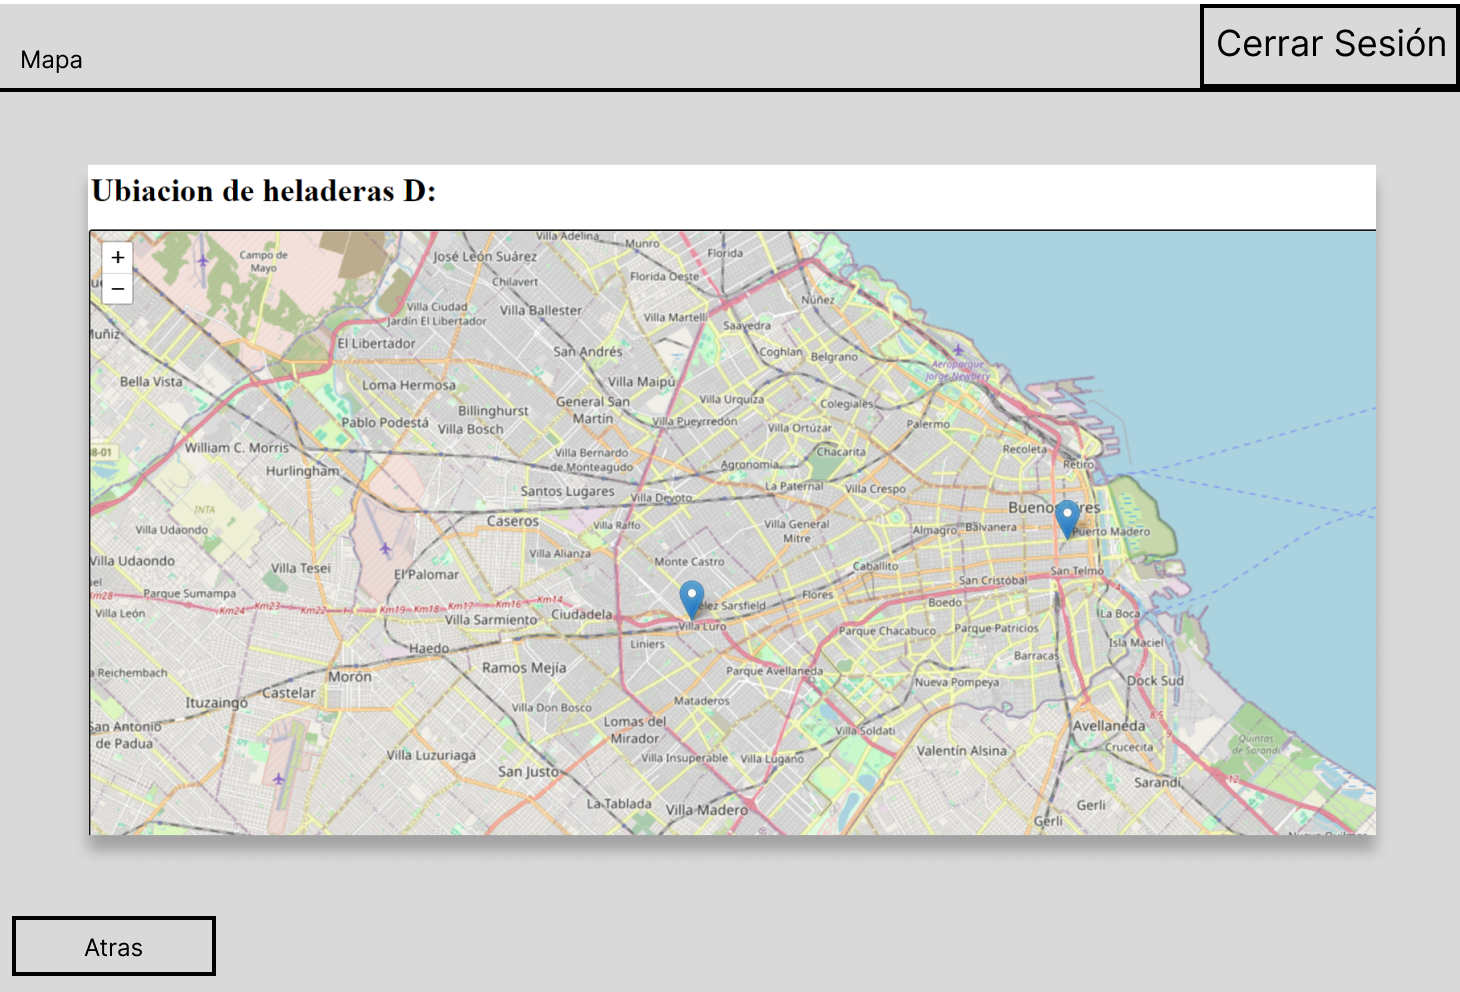 Cerrar Sesión
Mapa
Ubiacion de heladeras D:
+
−
Villa Adelina
Munro
Florida
Campo de
Mayo
José León Suárez
Florida Oeste
Chilavert
Villa Ciudad
Jardín El Libertador
Villa Ballester
Villa Martelli
Núñez
Saavedra
El Libertador
San Andrés
Coghlan
Belgrano
Aeroparque
Jorge Newbery
Bella Vista
Loma Hermosa
Villa Maipú
General San
Martín
Villa Urquiza
Colegiales
Billinghurst
Pablo Podestá
Villa Bosch
Villa Pueyrredón
Villa Ortúzar
Palermo
William C. Morris
Hurlingham
Villa Bernardo
de Monteagudo
Agronomía
Chacarita
Recoleta
Retiro
8-01
Santos Lugares
Villa Devoto
La Paternal
Villa Crespo
INTA
Villa Udaondo
Caseros
Villa Raffo
Villa General
Mitre
Almagro
Balvanera
Puerto Madero
Villa Udaondo
Villa Tesei
El Palomar
Villa Alianza
Monte Castro
Caballito
San Cristóbal
San Telmo
Parque Sumampa
Km28
Km24
Km23
Km22
Km19
Km18
Km17
Km16
Km14
Villa León
Villa Sarmiento
Ciudadela
Villa Luro
Flores
Boedo
La Boca
Haedo
Liniers
Parque Chacabuco
Parque Patricios
Isla Maciel
Barracas
Morón
Ramos Mejía
Parque Avellaneda
Nueva Pompeya
Dock Sud
Castelar
Ituzaingó
Villa Don Bosco
Mataderos
8,5
9
San Antonio
de Padua
Lomas del
Mirador
Villa Soldati
Avellaneda
Crucecita
Quintas
de Sarandí
Villa Luzuriaga
Villa Insuperable
Villa Lugano
Valentín Alsina
San Justo
Sarandí
12
La Tablada
Villa Madero
Gerli
Gerli
Atras